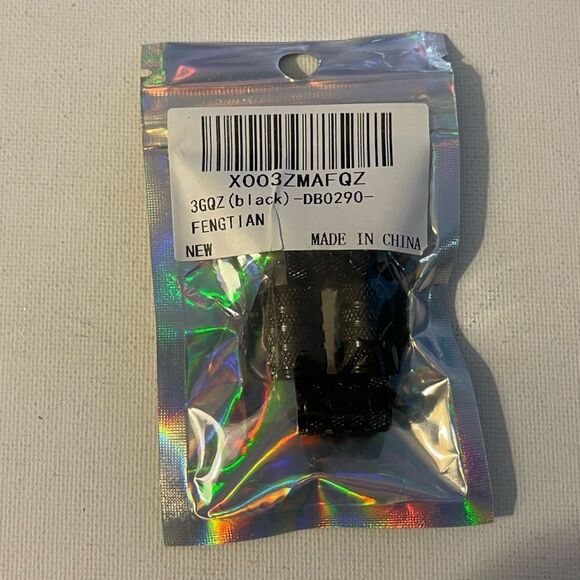 X003ZMAFQZ
3GQZ(black)-DB0290-
FENGTIAN
NEW MADE IN CHINA